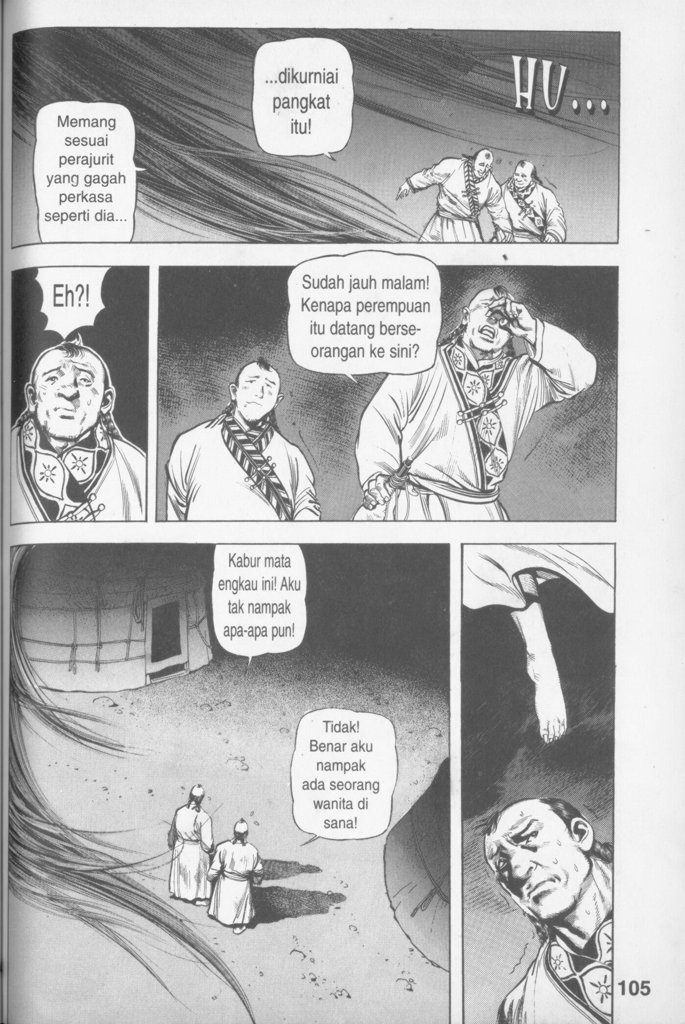 Memang
sesuai
perajurit
yang gagah
perkasa
seperti dia...
...dikurniai
pangkat
itu!
HU...
Eh?!
Sudah jauh malam!
Kenapa perempuan
itu datang berse-
orangan ke sini?
Kabur mata
engkau ini! Aku
tak nampak
apa-apa pun!
Tidak!
Benar aku
nampak
ada seorang
wanita di
sana!
105